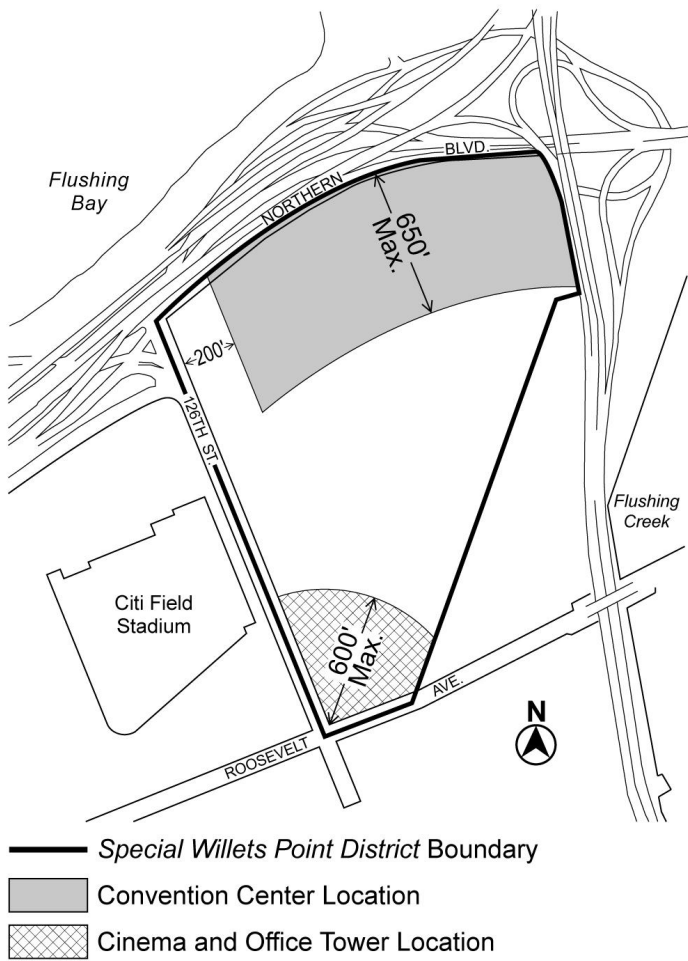 Flushing
Bay
NORTHERN
BLVD.
650'
Max.
200'
126TH ST.
Flushing
Creek
Citi Field
Stadium
600'
Max.
ROOSEVELT
AVE.
N
Special Willets Point District Boundary
Convention Center Location
Cinema and Office Tower Location